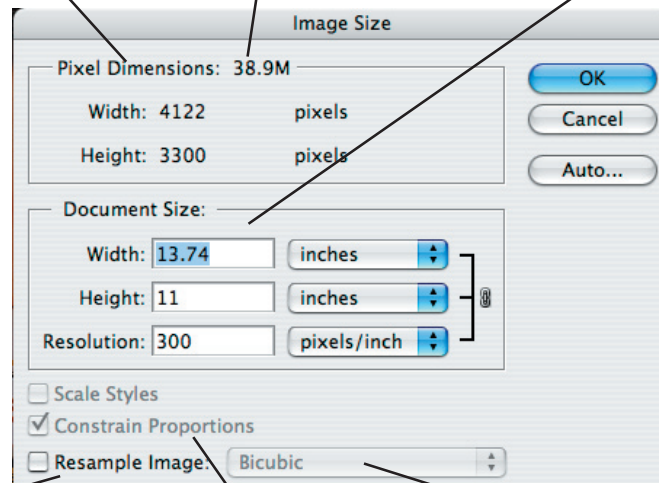 Image Size
Pixel Dimensions: 38.9M
Width: 4122 pixels
Height: 3300 pixels
OK
Cancel
Auto...
Document Size:
Width: 13.74 inches
Height: 11 inches
Resolution: 300 pixels/inch
Scale Styles
Constrain Proportions
Resample Image: Bicubic